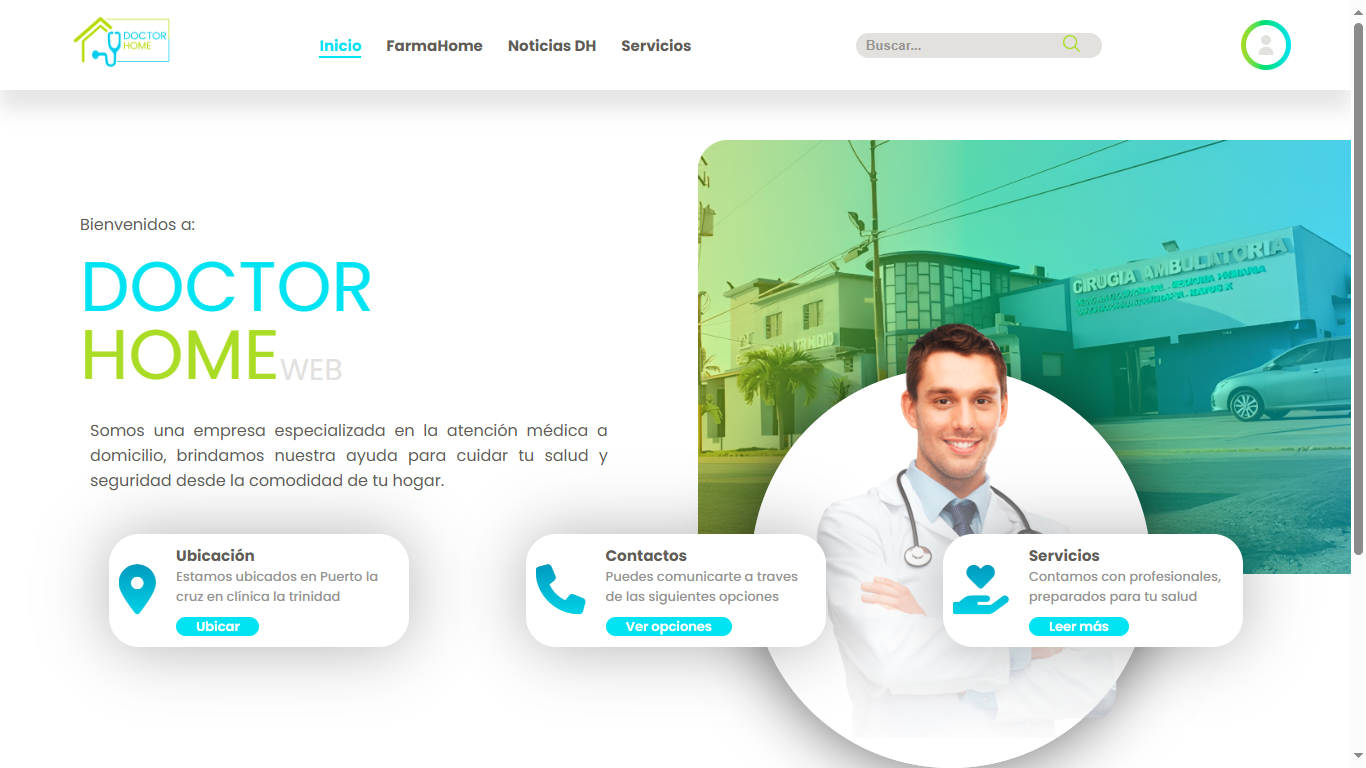 DOCTOR
HOME
Inicio
FarmaHome
Noticias DH
Servicios
Buscar...
Bienvenidos a:
DOCTOR
HOME WEB
CIRUGIA AMBULATORIA
Somos una empresa especializada en la atención médica a
domicilio, brindamos nuestra ayuda para cuidar tu salud y
seguridad desde la comodidad de tu hogar.
Ubicación
Estamos ubicados en Puerto la
cruz en clínica la trinidad
Ubicar
Contactos
Puedes comunicarte a traves
de las siguientes opciones
Ver opciones
Servicios
Contamos con profesionales,
preparados para tu salud
Leer más